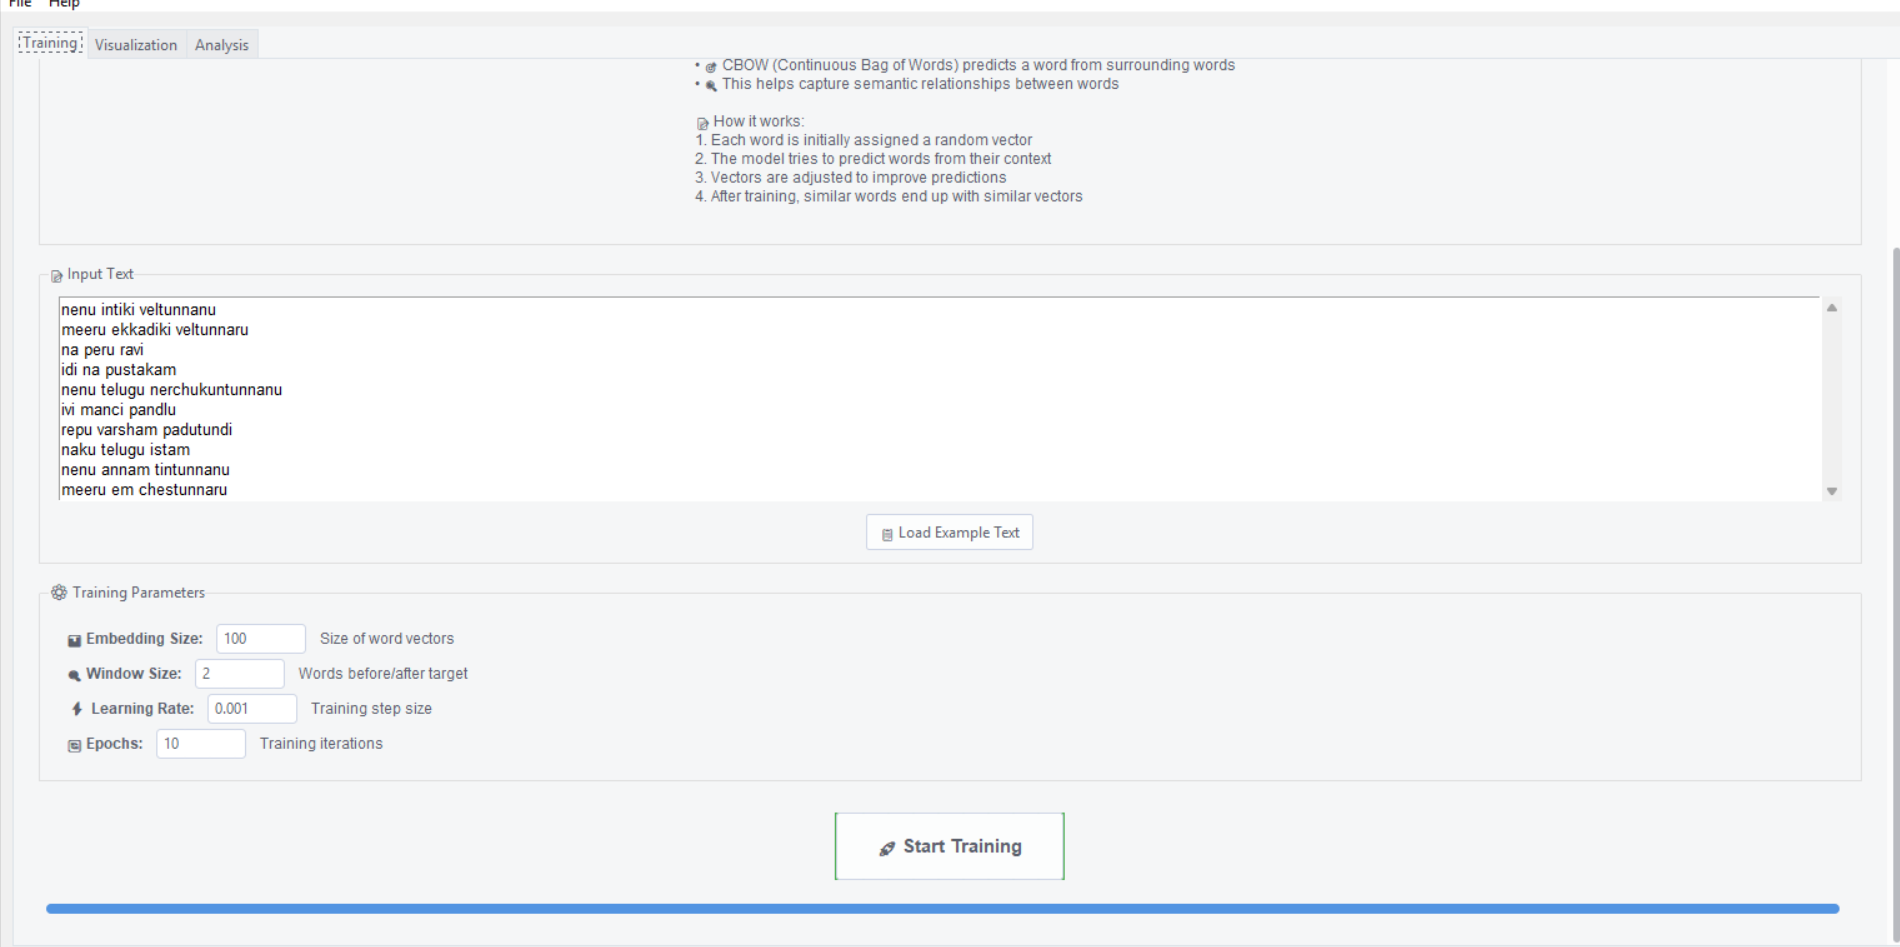 File Help
Training Visualization Analysis
• CBOW (Continuous Bag of Words) predicts a word from surrounding words
• This helps capture semantic relationships between words
How it works:
1. Each word is initially assigned a random vector
2. The model tries to predict words from their context
3. Vectors are adjusted to improve predictions
4. After training, similar words end up with similar vectors
Input Text
nenu intiki veltunnanu
meeru ekkadiki veltunnaru
na peru ravi
idi na pustakam
nenu telugu nerchukuntunnanu
ivi manci pandlu
repu varsham padutundi
naku telugu istam
nenu annam tintunnanu
meeru em chestunnaru
Load Example Text
Training Parameters
Embedding Size: 100 Size of word vectors
Window Size: 2 Words before/after target
Learning Rate: 0.001 Training step size
Epochs: 10 Training iterations
Start Training